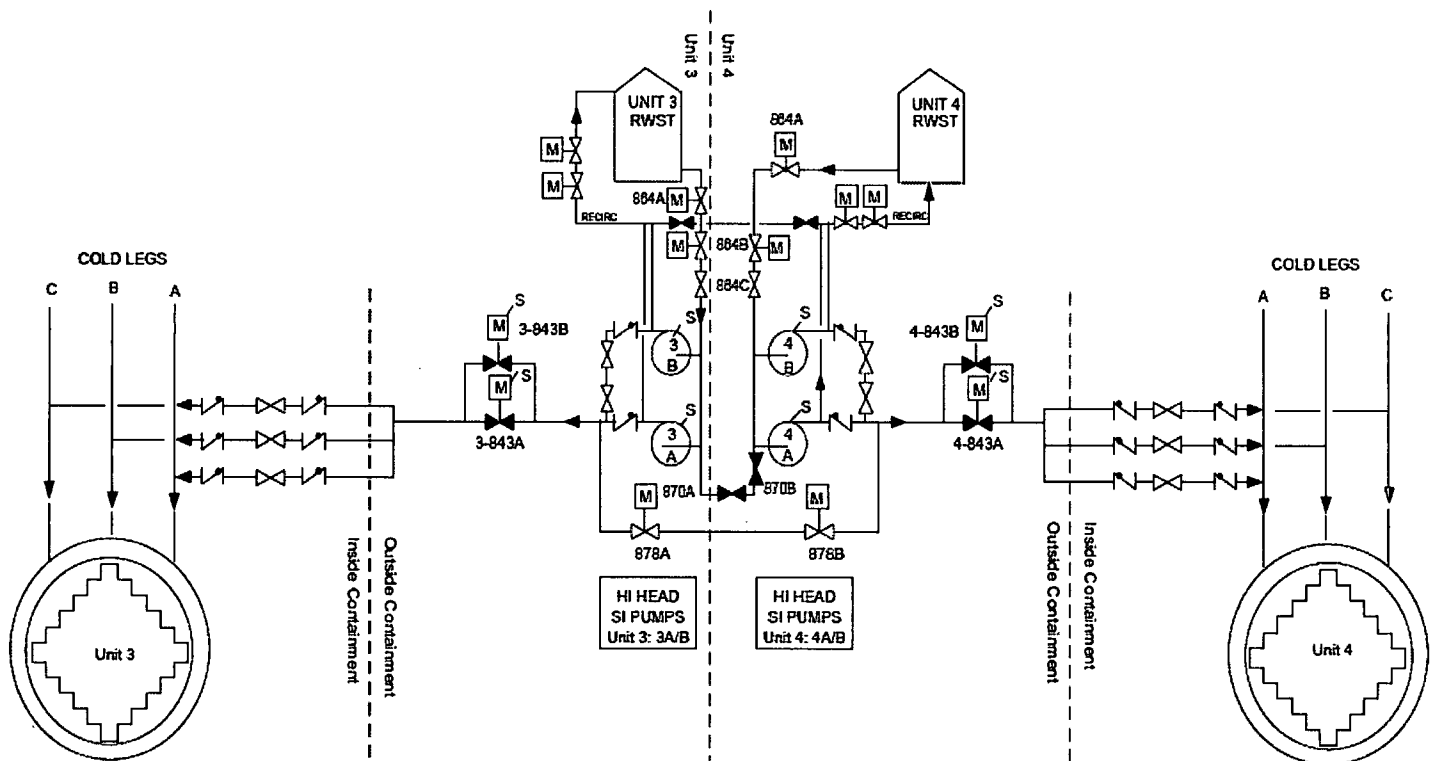 Unit 3
Unit 4
UNIT 3
RWST
UNIT 4
RWST
864A
M
M
M
864A
M
M
M
RECIRC
RECIRC
M
864B
M
864C
COLD LEGS
C B A
COLD LEGS
A B C
S
M
3-843B
S
M
3-843A
S
3
B
S
3
A
S
4
B
S
4
A
S
4-843B
M
S
M
4-843A
870A
870B
M
878A
M
878B
Inside Containment
Outside Containment
Outside Containment
Inside Containment
HI HEAD
SI PUMPS
Unit 3: 3A/B
HI HEAD
SI PUMPS
Unit 4: 4A/B
Unit 3
Unit 4